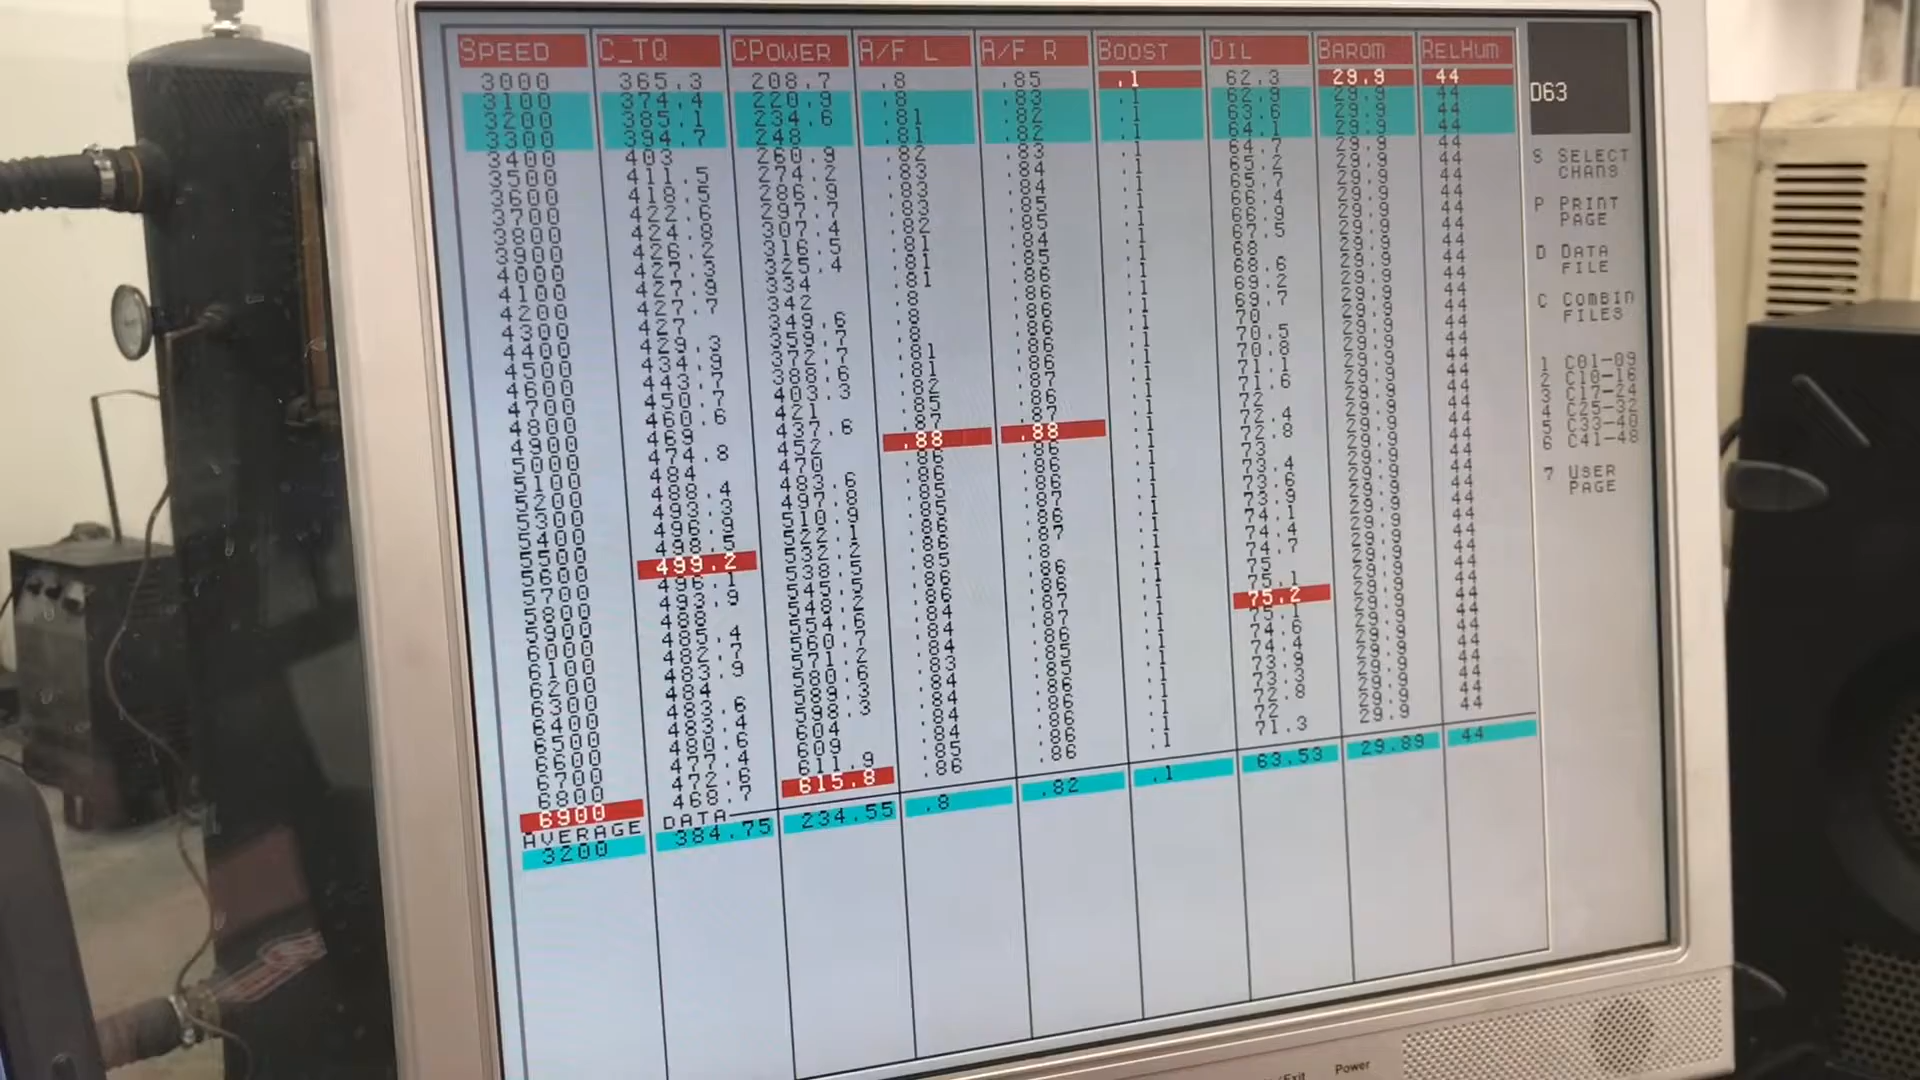 SPEED C_TQ CPOWER A/F L A/F R BOOST OIL BAROM RELHUM
3000 365.3 208.7 .8 .85 .1 62.3 29.9 44
3100 374.4 220.9 .8 .83 .1 62.9 29.9 44
3200 385.1 234.6 .81 .82 .1 63.6 29.9 44
3300 394.7 248 .81 .82 .1 64.1 29.9 44
3400 403 260.9 .82 .83 .1 64.7 29.9 44
3500 411.5 274.2 .83 .84 .1 65.2 29.9 44
3600 418.5 286.9 .83 .84 .1 65.7 29.9 44
3700 422.6 297.7 .83 .85 .1 66.4 29.9 44
3800 424.8 307.4 .82 .85 .1 66.9 29.9 44
3900 426.2 316.5 .81 .84 .1 67.5 29.9 44
4000 427.3 325.4 .81 .85 .1 68 29.9 44
4100 427.9 334 .81 .86 .1 68.6 29.9 44
4200 427.7 342 .8 .86 .1 69.2 29.9 44
4300 427 349.6 .8 .86 .1 69.7 29.9 44
4400 429.3 359.7 .8 .86 .1 70 29.9 44
4500 434.9 372.7 .81 .86 .1 70.5 29.9 44
4600 443.7 388.6 .81 .86 .1 70.8 29.9 44
4700 450.7 403.3 .82 .87 .1 71.1 29.9 44
4800 460.6 421 .85 .86 .1 71.6 29.9 44
4900 469 437.6 .87 .87 .1 72 29.9 44
5000 474.8 452 .88 .88 .1 72.4 29.9 44
5100 484 470 .86 .86 .1 72.8 29.9 44
5200 488.4 483.6 .86 .86 .1 73 29.9 44
5300 493.3 497.8 .86 .86 .1 73.4 29.9 44
5400 496.9 510.9 .85 .87 .1 73.6 29.9 44
5500 498.5 522.1 .85 .86 .1 73.9 29.9 44
5600 499.2 532.2 .86 .87 .1 74.1 29.9 44
5700 496.1 538.5 .86 .8 .1 74.4 29.9 44
5800 493.9 545.5 .85 .86 .1 74.7 29.9 44
5900 488 548.2 .86 .86 .1 75 29.9 44
6000 485.4 554.6 .86 .87 .1 75.1 29.9 44
6100 482.7 560.7 .84 .87 .1 75.2 29.9 44
6200 483.9 571.2 .84 .86 .1 75.1 29.9 44
6300 484 580.6 .84 .86 .1 74.6 29.9 44
6400 483.6 589.3 .83 .85 .1 74.4 29.9 44
6500 483.4 598.3 .84 .86 .1 73.9 29.9 44
6600 480.6 604 .84 .86 .1 73.3 29.9 44
6700 477.4 609 .84 .86 .1 72.8 29.9 44
6800 472.6 611.9 .85 .86 .1 72 29.9 44
6900 468.7 615.8 .86 .86 .1 71.3 29.9 44
AVERAGE DATA
3200 384.75 234.55 .8 .82 .1 63.53 29.89 44
D63
S SELECT
CHANS
P PRINT
PAGE
D DATA
FILE
C COMBIN
FILES
1 C01-09
2 C10-16
3 C17-24
4 C25-32
5 C33-40
6 C41-48
7 USER
PAGE
/Exit
Power